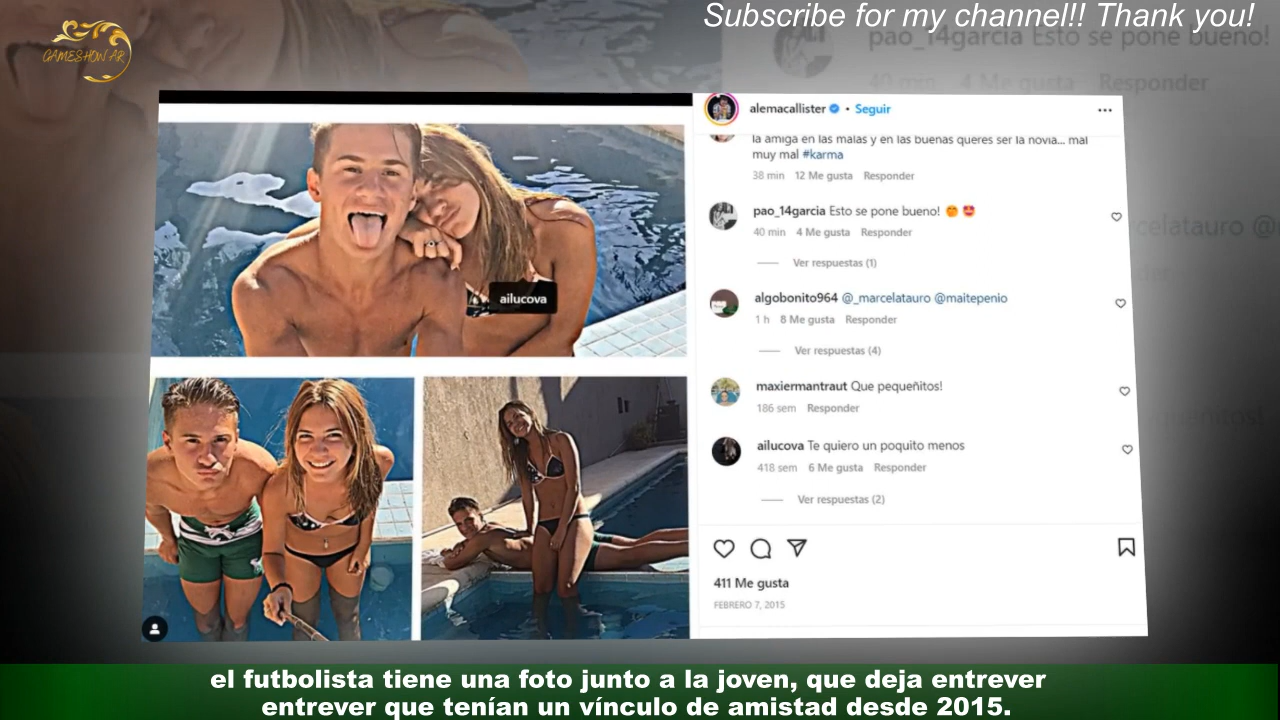 Subscribe for my channel!! Thank you!
GAMESHOW AR
pao_14garcia Esto se pone bueno!
40 min 4 Me gusta Responder
alemacallister • Seguir
la amiga en las malas y en las buenas queres ser la novia... mal
muy mal #karma
38 min 12 Me gusta Responder
pao_14garcia Esto se pone bueno! 🤭 🤩
40 min 4 Me gusta Responder
Ver respuestas (1)
algobonito964 @_marcelatauro @maitepenio
1 h 8 Me gusta Responder
Ver respuestas (4)
maxiermantraut Que pequeñitos!
186 sem Responder
ailucova Te quiero un poquito menos
418 sem 6 Me gusta Responder
Ver respuestas (2)
411 Me gusta
FEBRERO 7, 2015
ailucova
el futbolista tiene una foto junto a la joven, que deja entrever
entrever que tenían un vínculo de amistad desde 2015.